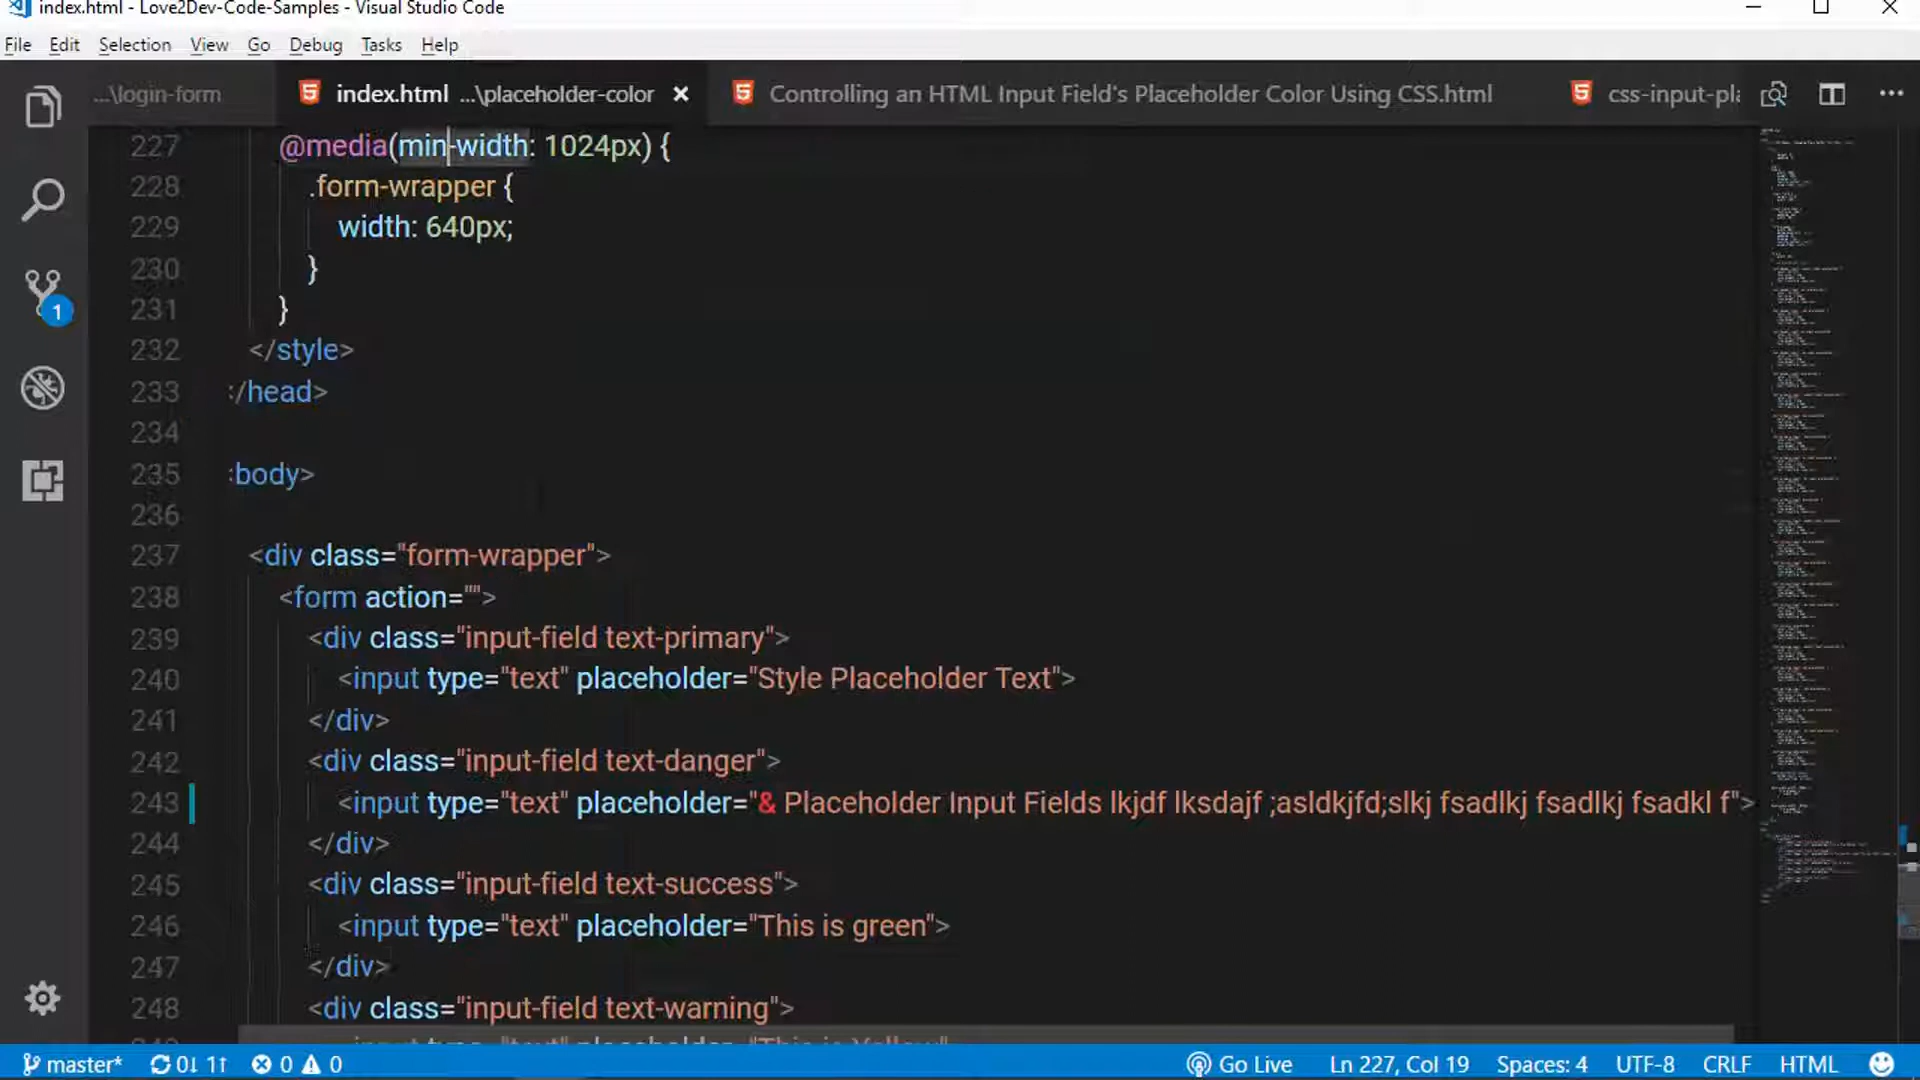 index.html - Love2Dev-Code-Samples - Visual Studio Code
File Edit Selection View Go Debug Tasks Help
...\login-form index.html ...\placeholder-color Controlling an HTML Input Field's Placeholder Color Using CSS.html css-input-pla
227 @media(min-width: 1024px) {
228 .form-wrapper {
229 width: 640px;
230 }
231 }
232 </style>
233 </head>
234
235 body>
236
237 <div class="form-wrapper">
238 <form action="">
239 <div class="input-field text-primary">
240 <input type="text" placeholder="Style Placeholder Text">
241 </div>
242 <div class="input-field text-danger">
243 <input type="text" placeholder="& Placeholder Input Fields lkjdf lksdajf ;asldkjfd;slkj fsadlkj fsadlkj fsadkl f">
244 </div>
245 <div class="input-field text-success">
246 <input type="text" placeholder="This is green">
247 </div>
248 <div class="input-field text-warning">
master* 0↓ 1↑ 0 0 Go Live Ln 227, Col 19 Spaces: 4 UTF-8 CRLF HTML